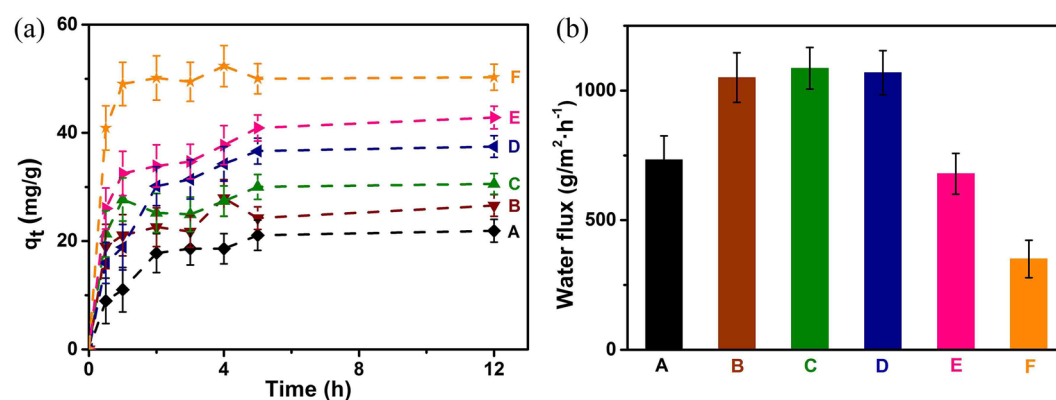 (a)
60
40
20
0
qt (mg/g)
0
4
8
12
Time (h)
F
E
D
C
B
A
(b)
1000
500
0
Water flux (g/m²·h⁻¹)
A
B
C
D
E
F